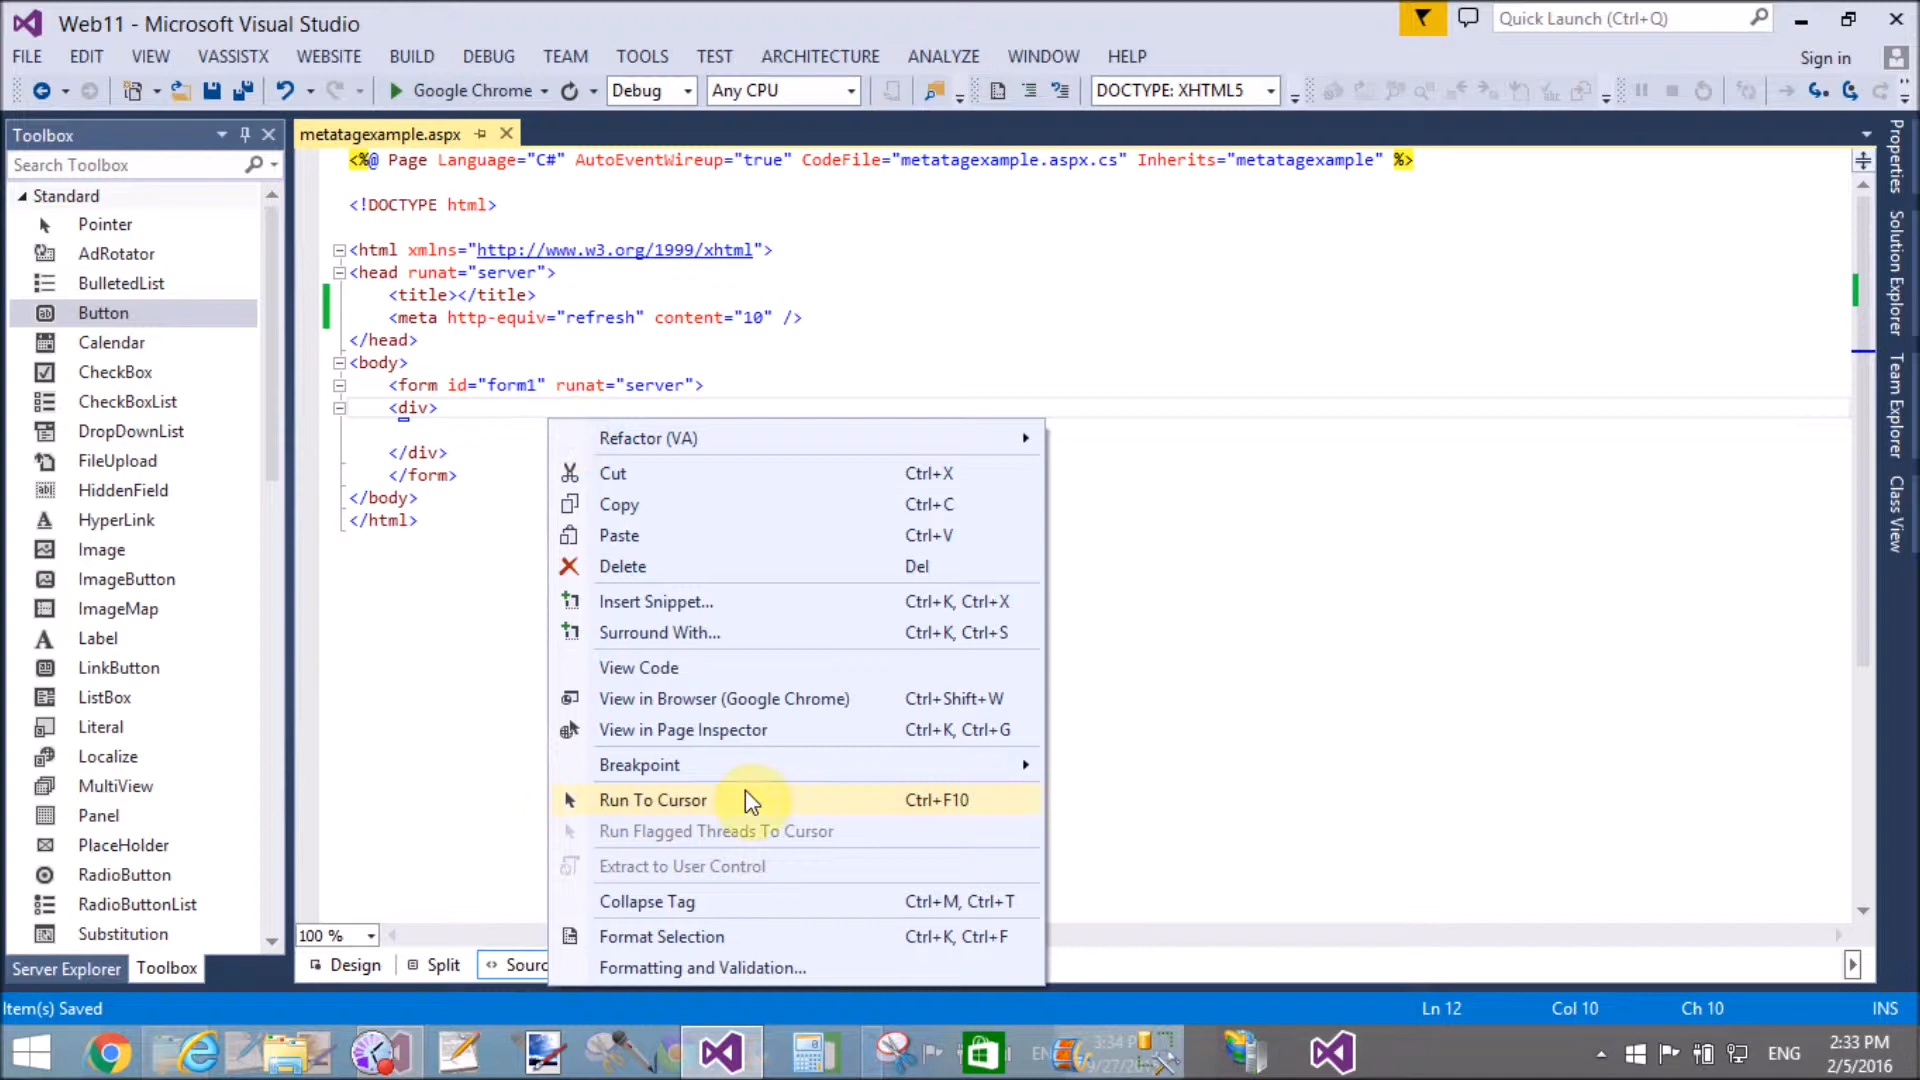 Web11 - Microsoft Visual Studio
Quick Launch (Ctrl+Q)
FILE EDIT VIEW VASSISTX WEBSITE BUILD DEBUG TEAM TOOLS TEST ARCHITECTURE ANALYZE WINDOW HELP
Sign in
Google Chrome Debug Any CPU DOCTYPE: XHTML5
Toolbox
metatagexample.aspx
Search Toolbox
Standard
Pointer
AdRotator
BulletedList
Button
Calendar
CheckBox
CheckBoxList
DropDownList
FileUpload
HiddenField
HyperLink
Image
ImageButton
ImageMap
Label
LinkButton
ListBox
Literal
Localize
MultiView
Panel
PlaceHolder
RadioButton
RadioButtonList
Substitution
Server Explorer Toolbox
<%@ Page Language="C#" AutoEventWireup="true" CodeFile="metatagexample.aspx.cs" Inherits="metatagexample" %>
<!DOCTYPE html>
<html xmlns="http://www.w3.org/1999/xhtml">
<head runat="server">
<title></title>
<meta http-equiv="refresh" content="10" />
</head>
<body>
<form id="form1" runat="server">
<div>
</div>
</form>
</body>
</html>
Refactor (VA)
Cut Ctrl+X
Copy Ctrl+C
Paste Ctrl+V
Delete Del
Insert Snippet... Ctrl+K, Ctrl+X
Surround With... Ctrl+K, Ctrl+S
View Code
View in Browser (Google Chrome) Ctrl+Shift+W
View in Page Inspector Ctrl+K, Ctrl+G
Breakpoint
Run To Cursor Ctrl+F10
Run Flagged Threads To Cursor
Extract to User Control
Collapse Tag Ctrl+M, Ctrl+T
Format Selection Ctrl+K, Ctrl+F
Formatting and Validation...
100 %
Design Split Sourc
Properties
Solution Explorer
Team Explorer
Class View
Item(s) Saved
Ln 12 Col 10 Ch 10 INS
ENG
2:33 PM
2/5/2016